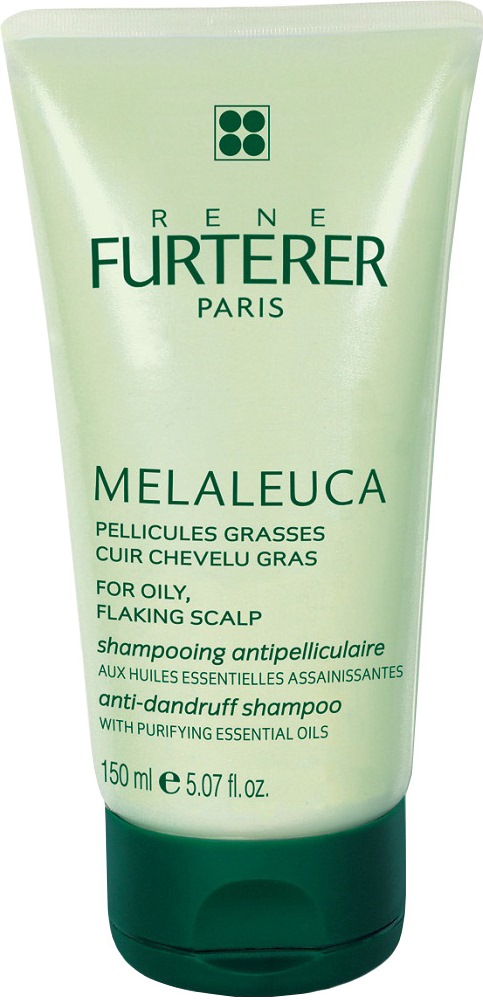 RENE
FURTERER
PARIS
MELALEUCA
PELLICULES GRASSES
CUIR CHEVELU GRAS
FOR OILY,
FLAKING SCALP
shampooing antipelliculaire
AUX HUILES ESSENTIELLES ASSAINISSANTES
anti-dandruff shampoo
WITH PURIFYING ESSENTIAL OILS
150 ml e 5.07 fl.oz.